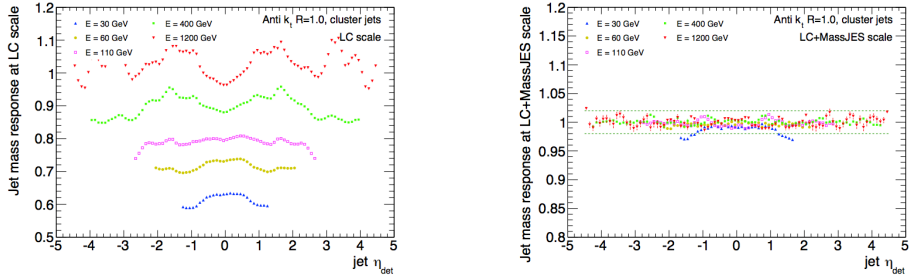 Jet mass response at LC scale
1.2
1.1
1
0.9
0.8
0.7
0.6
0.5
E = 30 GeV
E = 60 GeV
E = 110 GeV
E = 400 GeV
E = 1200 GeV
Anti k_t R=1.0, cluster jets
LC scale
-5 -4 -3 -2 -1 0 1 2 3 4 5
jet η_det
Jet mass response at LC+MassJES scale
1.2
1.15
1.1
1.05
1
0.95
0.9
0.85
0.8
E = 30 GeV
E = 60 GeV
E = 110 GeV
E = 400 GeV
E = 1200 GeV
Anti k_t R=1.0, cluster jets
LC+MassJES scale
-5 -4 -3 -2 -1 0 1 2 3 4 5
jet η_det